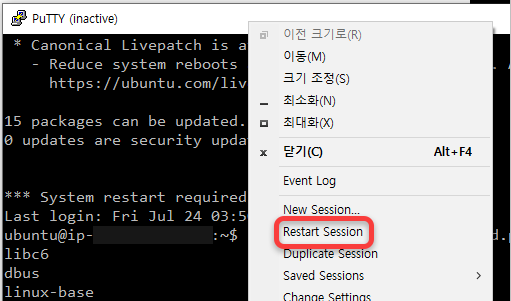 PuTTY (inactive)
* Canonical Livepatch is a
- Reduce system reboots
https://ubuntu.com/liv
15 packages can be updated.
0 updates are security upda
*** System restart required
Last login: Fri Jul 24 03:5
ubuntu@ip-
:~$
d.p
libc6
dbus
linux-base
이전 크기로(R)
이동(M)
크기 조정(S)
최소화(N)
최대화(X)
닫기(C) Alt+F4
Event Log
New Session...
Restart Session
Duplicate Session
Saved Sessions
Change Settings